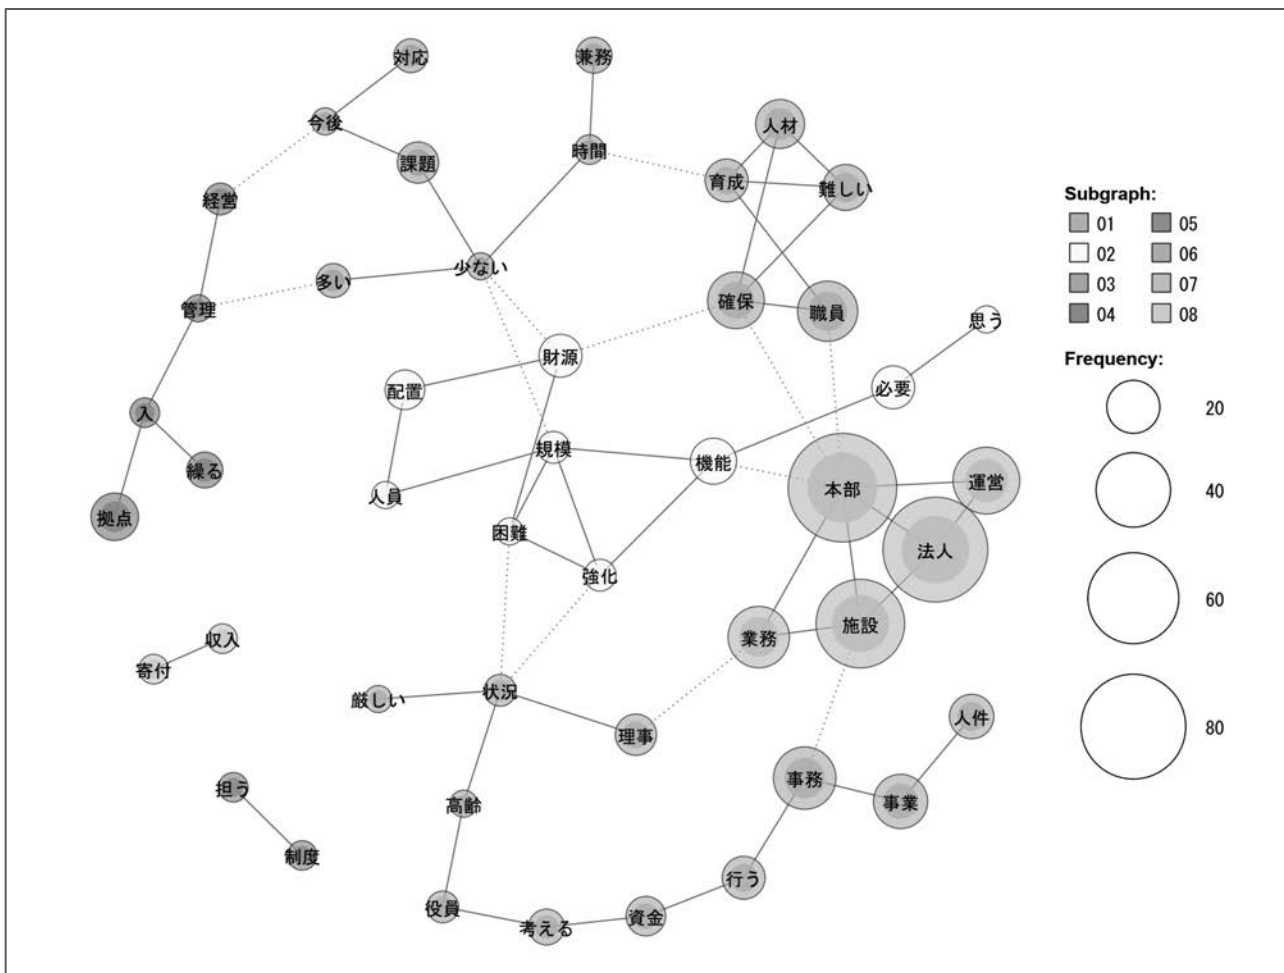 対応
兼務
今後
人材
課題
時間
育成
難しい
経営
少ない
多い
管理
確保
職員
思う
財源
配置
必要
入
規模
機能
繰る
人員
本部
運営
拠点
困難
法人
強化
施設
業務
収入
寄付
厳しい
状況
理事
人件
事務
事業
担う
高齢
制度
行う
役員
考える
資金
Subgraph:
01 05
02 06
03 07
04 08
Frequency:
20
40
60
80